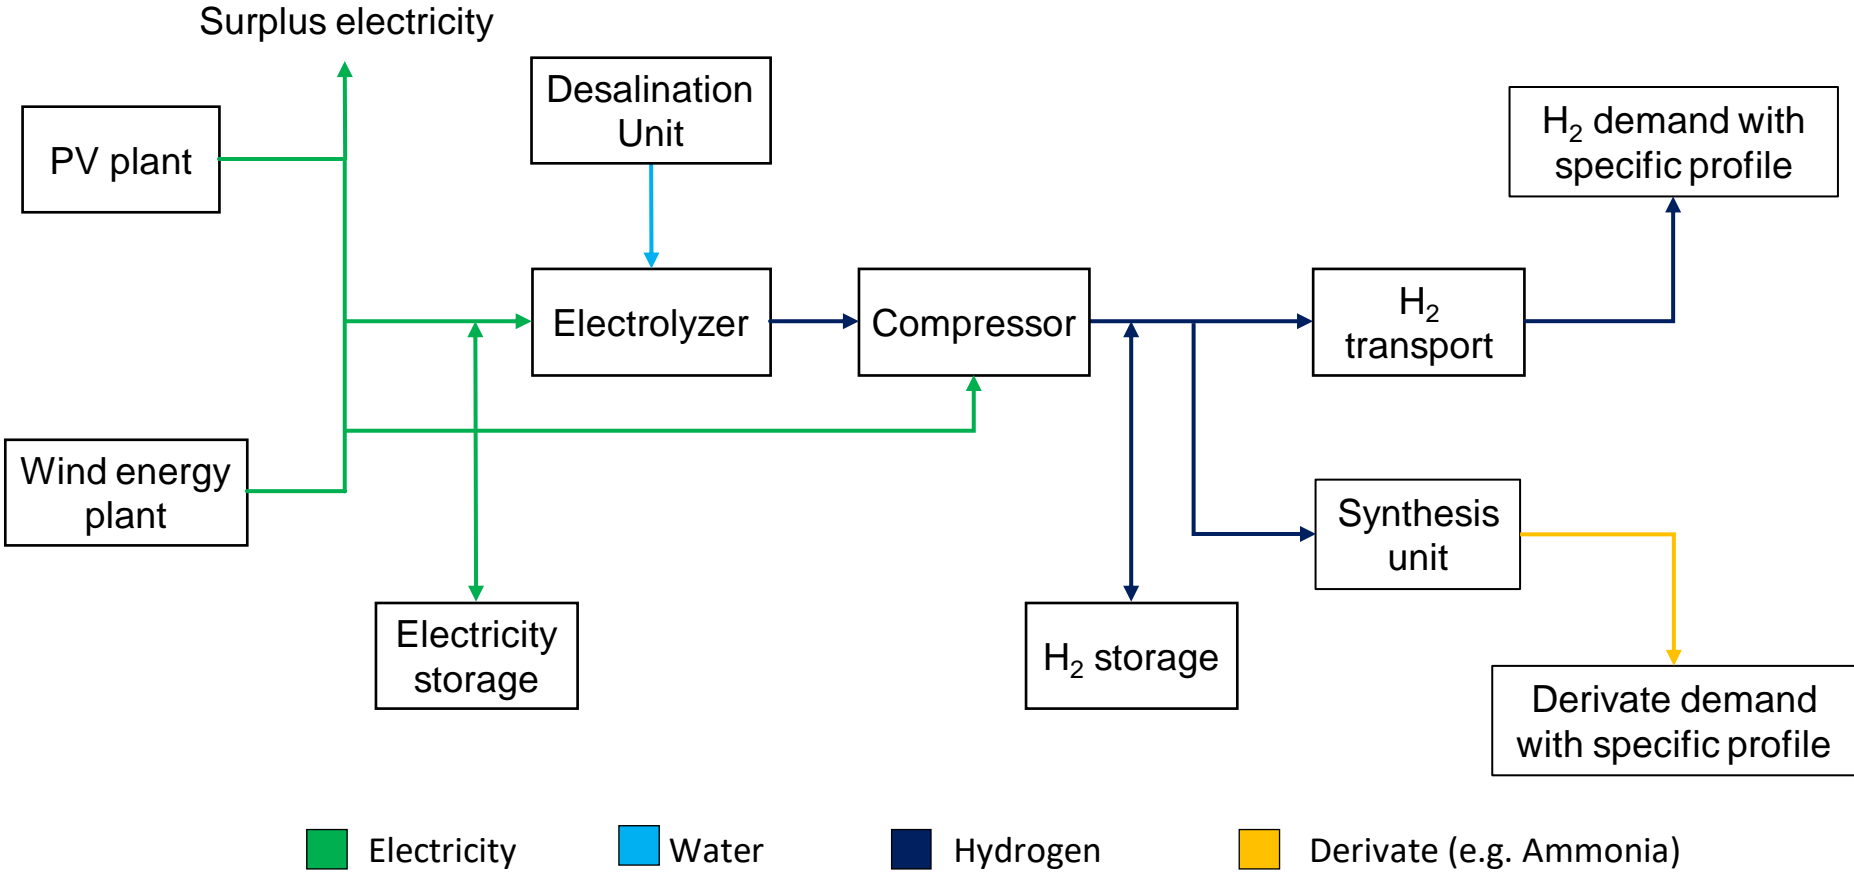 Surplus electricity
Desalination
Unit
H₂ demand with
specific profile
PV plant
Electrolyzer
Compressor
H₂
transport
Wind energy
plant
Synthesis
unit
Electricity
storage
H₂ storage
Derivate demand
with specific profile
Electricity
Water
Hydrogen
Derivate (e.g. Ammonia)